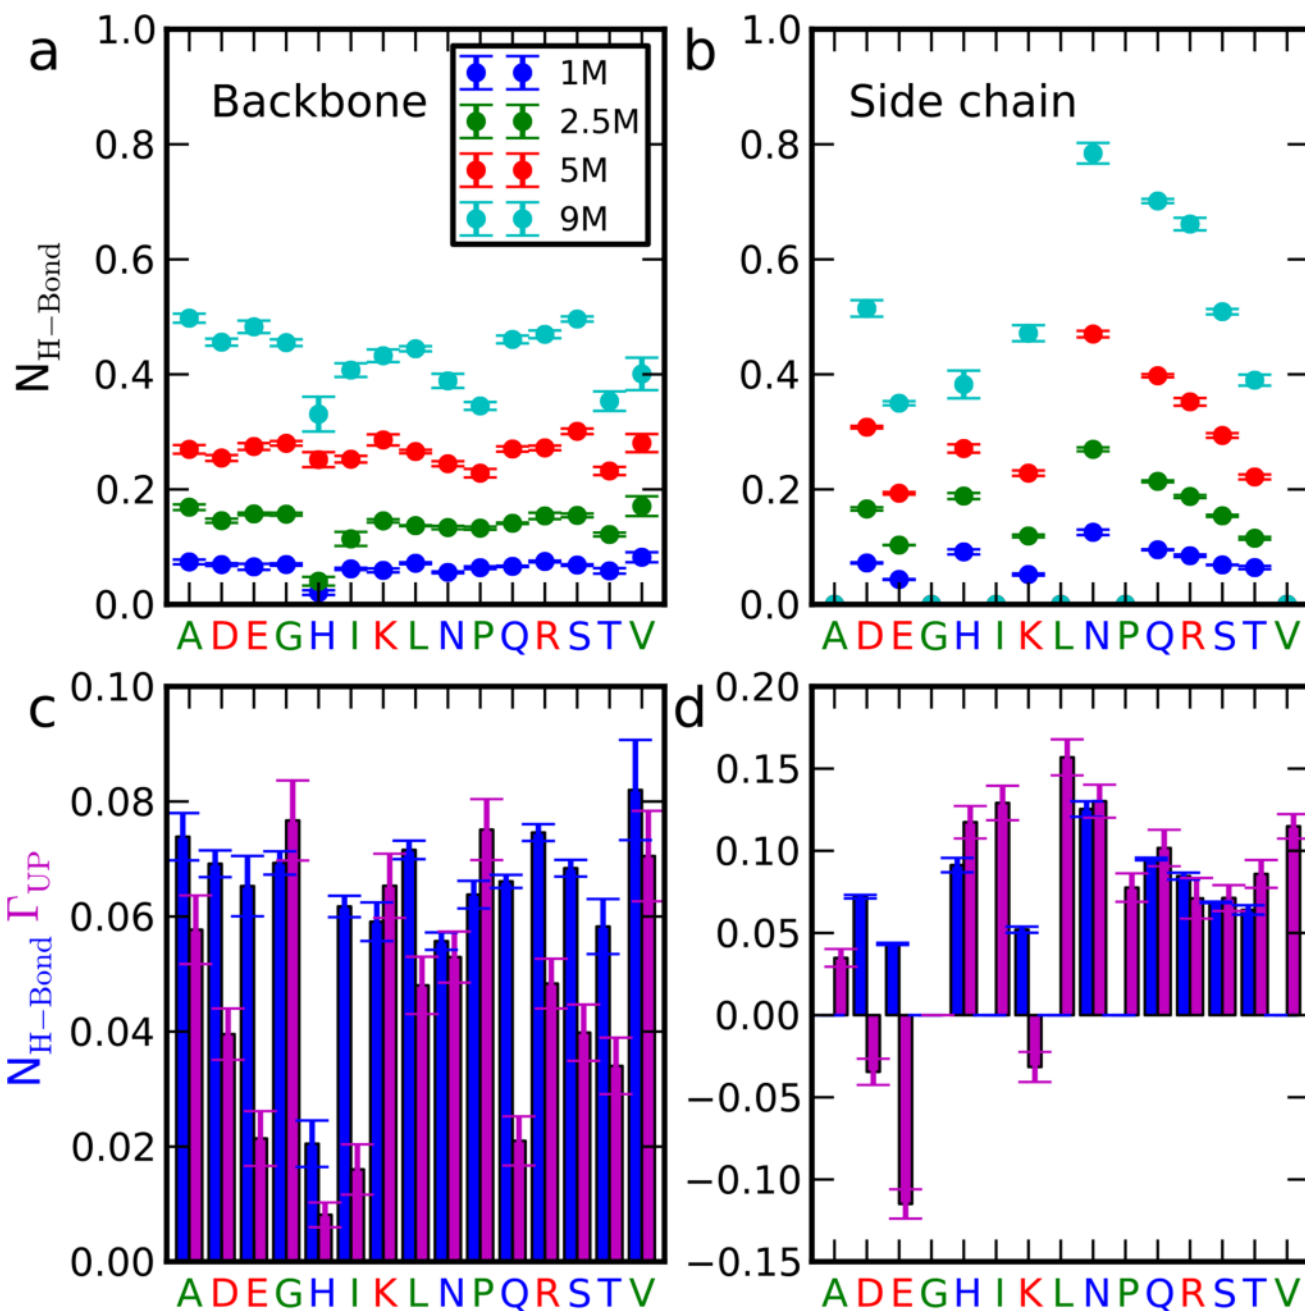 a
Backbone
1M
2.5M
5M
9M
N_H−Bond
1.0
0.8
0.6
0.4
0.2
0.0
A D E G H I K L N P Q R S T V
b
Side chain
1.0
0.8
0.6
0.4
0.2
0.0
A D E G H I K L N P Q R S T V
c
N_H−Bond Γ_UP
0.10
0.08
0.06
0.04
0.02
0.00
A D E G H I K L N P Q R S T V
d
0.20
0.15
0.10
0.05
0.00
−0.05
−0.10
−0.15
A D E G H I K L N P Q R S T V